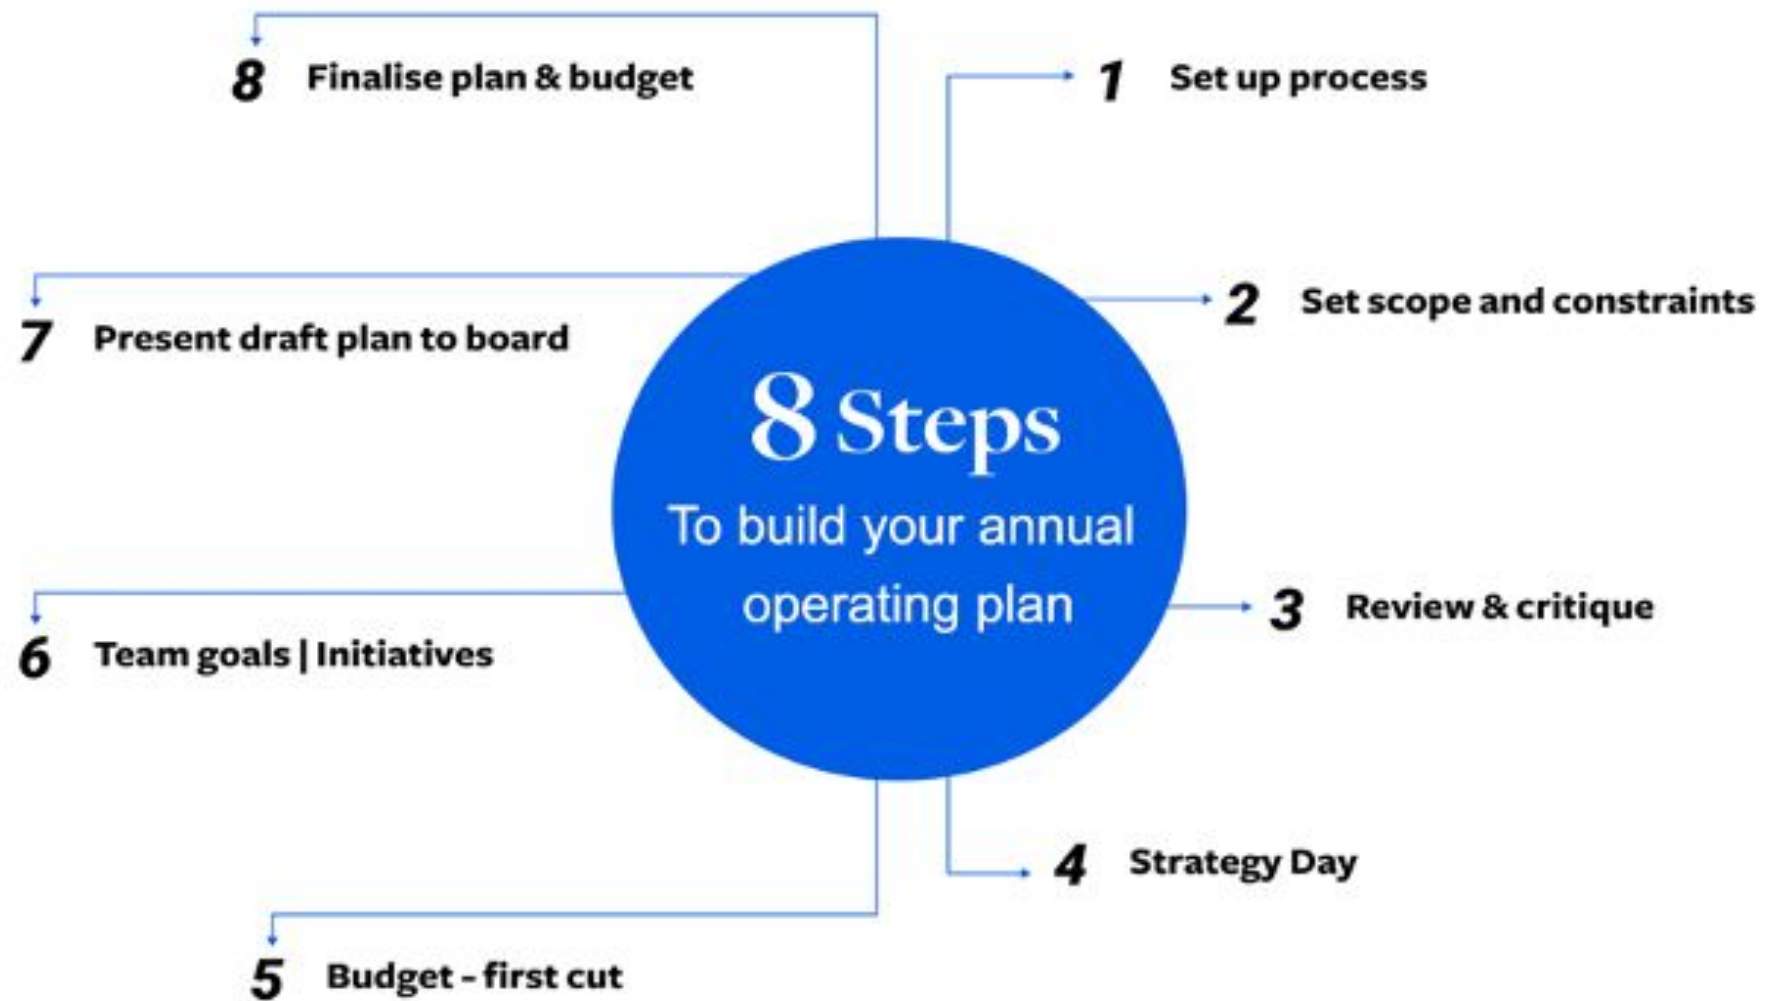 8 Steps
To build your annual
operating plan
1 Set up process
2 Set scope and constraints
3 Review & critique
4 Strategy Day
5 Budget - first cut
6 Team goals | Initiatives
7 Present draft plan to board
8 Finalise plan & budget